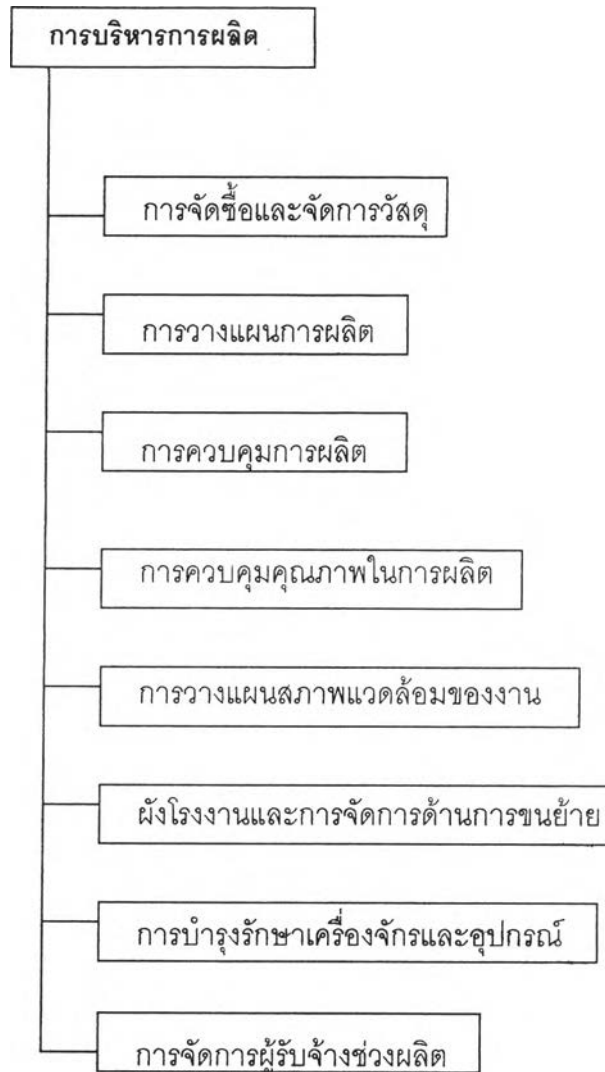 การบริหารการผลิต
การจัดซื้อและจัดการวัสดุ
การวางแผนการผลิต
การควบคุมการผลิต
การควบคุมคุณภาพในการผลิต
การวางแผนสภาพแวดล้อมของงาน
ผังโรงงานและการจัดการด้านการขนย้าย
การบำรุงรักษาเครื่องจักรและอุปกรณ์
การจัดการผู้รับจ้างช่วงผลิต